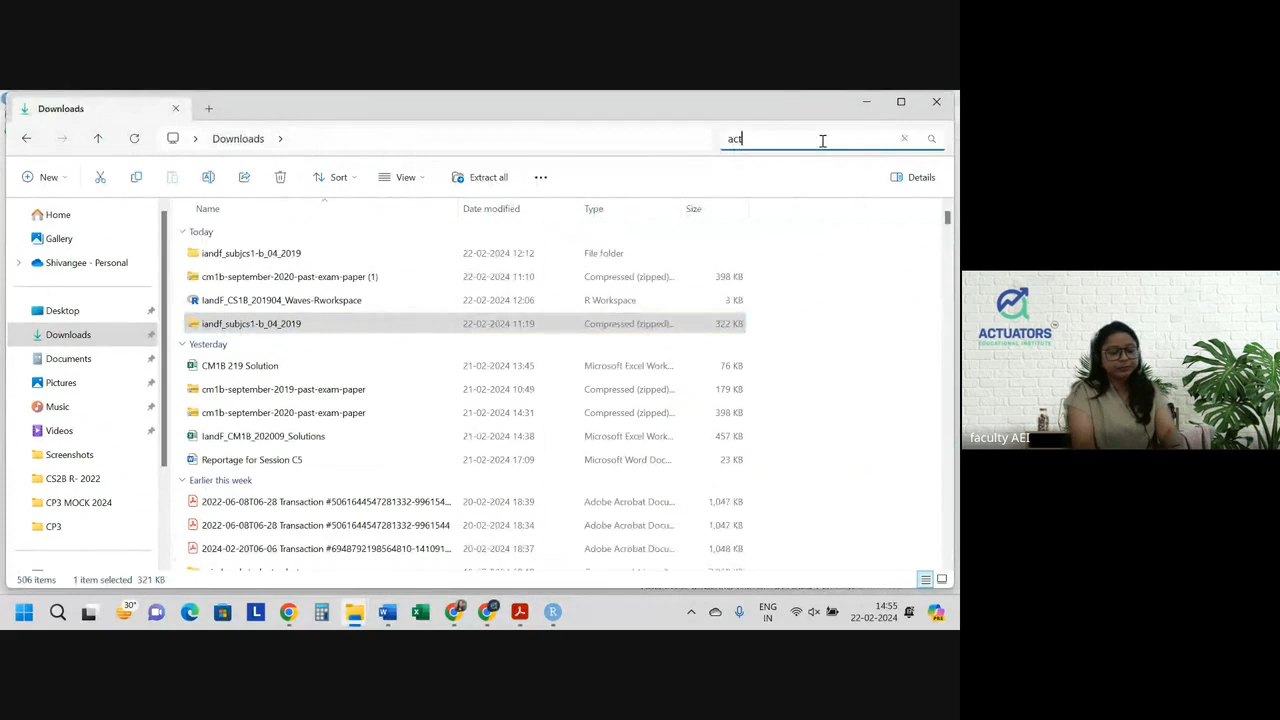 Downloads
Downloads
act
New
Sort
View
Extract all
Details
Name
Date modified
Type
Size
Home
Gallery
Shivangee - Personal
Desktop
Downloads
Documents
Pictures
Music
Videos
Screenshots
CS2B R- 2022
CP3 MOCK 2024
CP3
Today
iandf_subjcs1-b_04_2019 22-02-2024 12:12 File folder
cm1b-september-2020-past-exam-paper (1) 22-02-2024 11:10 Compressed (zipped)... 398 KB
IandF_CS1B_201904_Waves-Rworkspace 22-02-2024 12:06 R Workspace 3 KB
iandf_subjcs1-b_04_2019 22-02-2024 11:19 Compressed (zipped)... 322 KB
Yesterday
CM1B 219 Solution 21-02-2024 13:45 Microsoft Excel Work... 76 KB
cm1b-september-2019-past-exam-paper 21-02-2024 10:49 Compressed (zipped)... 179 KB
cm1b-september-2020-past-exam-paper 21-02-2024 14:31 Compressed (zipped)... 398 KB
IandF_CM1B_202009_Solutions 21-02-2024 14:38 Microsoft Excel Work... 457 KB
Reportage for Session C5 21-02-2024 17:09 Microsoft Word Doc... 23 KB
Earlier this week
2022-06-08T06-28 Transaction #5061644547281332-996154... 20-02-2024 18:39 Adobe Acrobat Docu... 1,047 KB
2022-06-08T06-28 Transaction #5061644547281332-9961544 20-02-2024 18:34 Adobe Acrobat Docu... 1,047 KB
2024-02-20T06-06 Transaction #6948792198564810-141091... 20-02-2024 18:37 Adobe Acrobat Docu... 1,048 KB
506 items 1 item selected 321 KB
30°
ENG
IN
14:55
22-02-2024
ACTUATORS
EDUCATIONAL INSTITUTE
faculty AEI